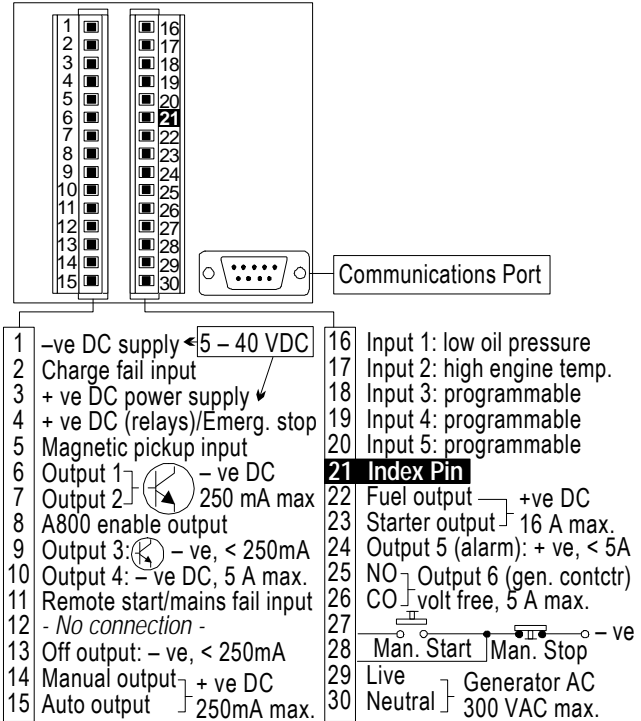 1 16
2 17
3 18
4 19
5 20
6 21
7 22
8 23
9 24
10 25
11 26
12 27
13 28
14 29
15 30
Communications Port
1 –ve DC supply 5 – 40 VDC
2 Charge fail input
3 + ve DC power supply
4 + ve DC (relays)/Emerg. stop
5 Magnetic pickup input
6 Output 1 – ve DC
7 Output 2 250 mA max
8 A800 enable output
9 Output 3: – ve, < 250mA
10 Output 4: – ve DC, 5 A max.
11 Remote start/mains fail input
12 - No connection -
13 Off output: – ve, < 250mA
14 Manual output + ve DC
15 Auto output 250mA max.
16 Input 1: low oil pressure
17 Input 2: high engine temp.
18 Input 3: programmable
19 Input 4: programmable
20 Input 5: programmable
21 Index Pin
22 Fuel output +ve DC
23 Starter output 16 A max.
24 Output 5 (alarm): + ve, < 5A
25 NO Output 6 (gen. contctr)
26 CO volt free, 5 A max.
27 – ve
28 Man. Start Man. Stop
29 Live Generator AC
30 Neutral 300 VAC max.